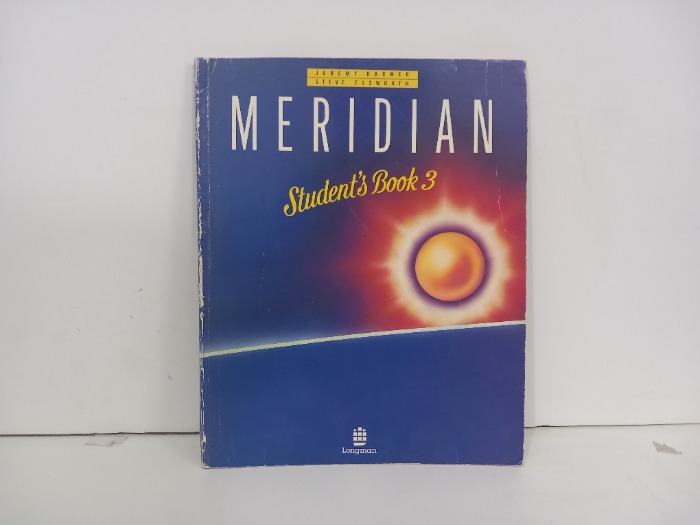 JEREMY HARMER
STEVE ELSWORTH
MERIDIAN
Student's Book 3
Longman